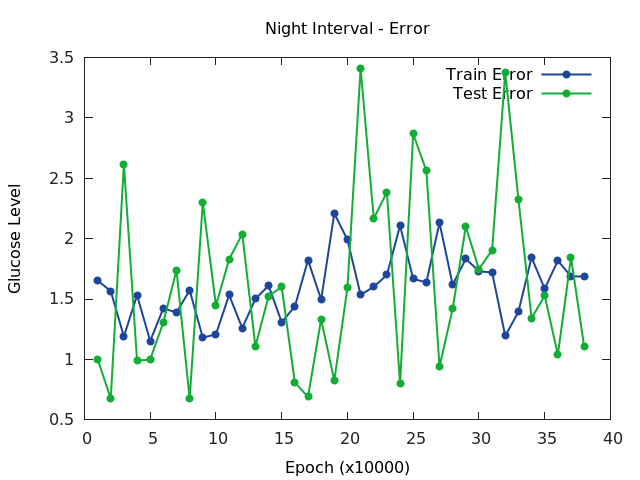 Night Interval - Error
Train Error
Test Error
Glucose Level
3.5
3
2.5
2
1.5
1
0.5
0 5 10 15 20 25 30 35 40
Epoch (x10000)